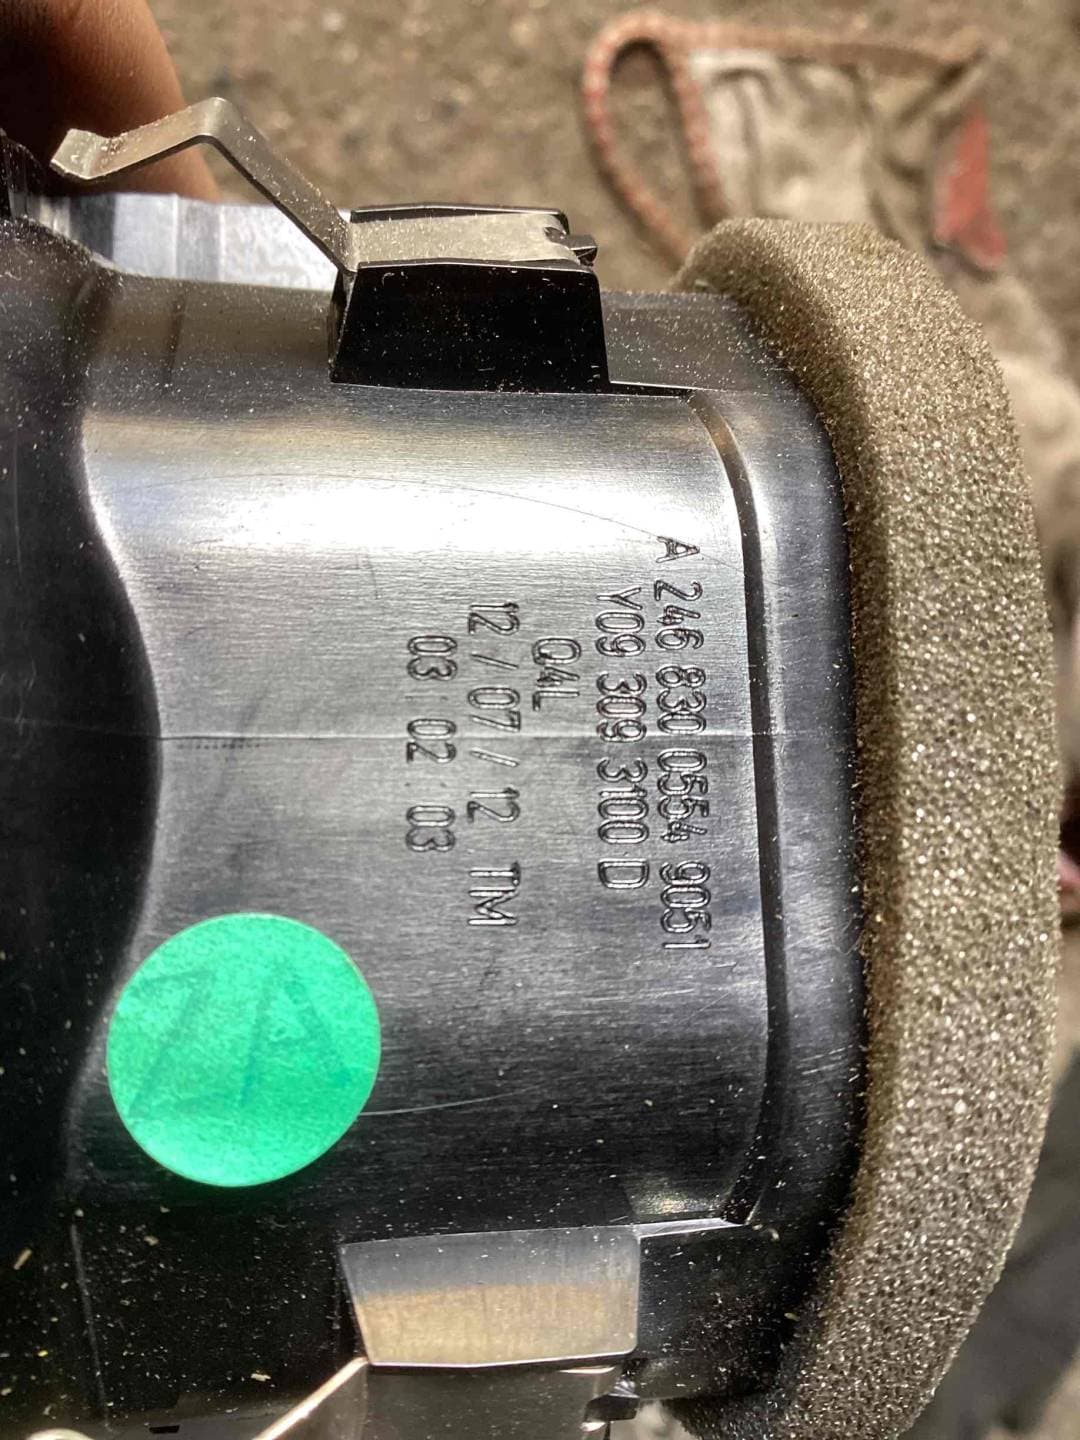 A 246 830 0554 9051
Y09 309 3100 D
Q4L
12 / 07 / 12 TM
03 : 02 : 03